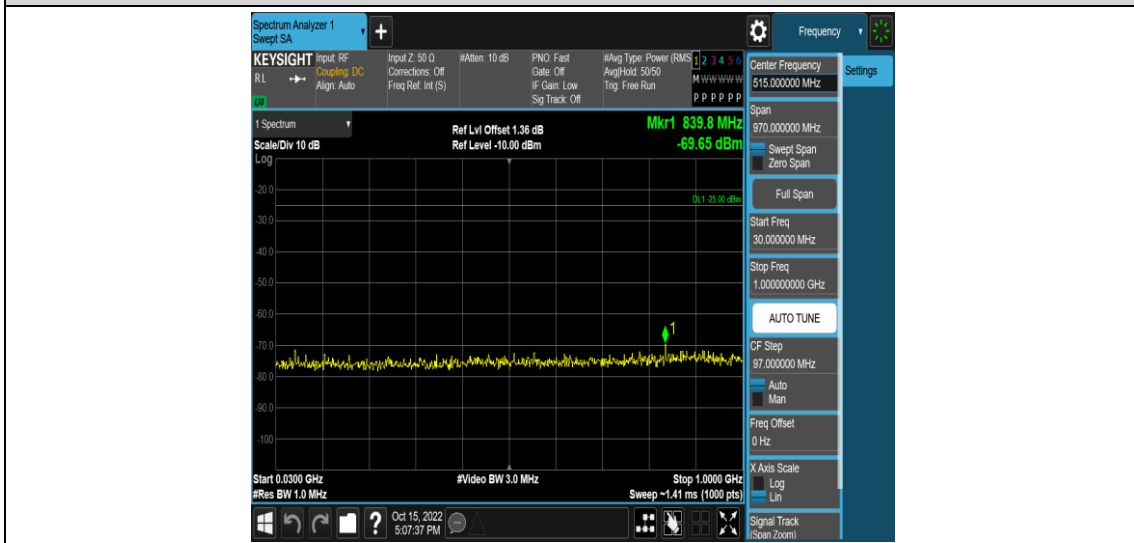 Spectrum Analyzer 1
Swept SA
+
Frequency
KEYSIGHT
RL
Input: RF
Coupling: DC
Align: Auto
Input Z: 50 Ω
Corrections: Off
Freq Ref: Int (S)
#Atten: 10 dB
PNO: Fast
Gate: Off
IF Gain: Low
Sig Track: Off
#Avg Type: Power (RMS
Avg|Hold: 50/50
Trig: Free Run
1 2 3 4 5 6
M W W W W W
P P P P P P
Center Frequency
515.000000 MHz
Settings
1 Spectrum
Scale/Div 10 dB
Ref Lvl Offset 1.36 dB
Ref Level -10.00 dBm
Mkr1 839.8 MHz
-69.65 dBm
Log
-20.0
DL1 -25.00 dBm
-30.0
-40.0
-50.0
-60.0
1
-70.0
-80.0
-90.0
-100
Start 0.0300 GHz
#Res BW 1.0 MHz
#Video BW 3.0 MHz
Stop 1.0000 GHz
Sweep ~1.41 ms (1000 pts)
Span
970.000000 MHz
Swept Span
Zero Span
Full Span
Start Freq
30.000000 MHz
Stop Freq
1.000000000 GHz
AUTO TUNE
CF Step
97.000000 MHz
Auto
Man
Freq Offset
0 Hz
X Axis Scale
Log
Lin
Signal Track
(Span Zoom)
?
Oct 15, 2022
5:07:37 PM